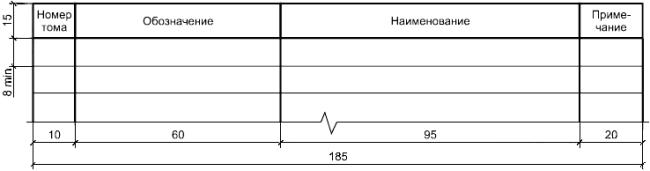 15
Номер
тома
Обозначение
Наименование
Приме-
чание
8 min
10
60
95
20
185